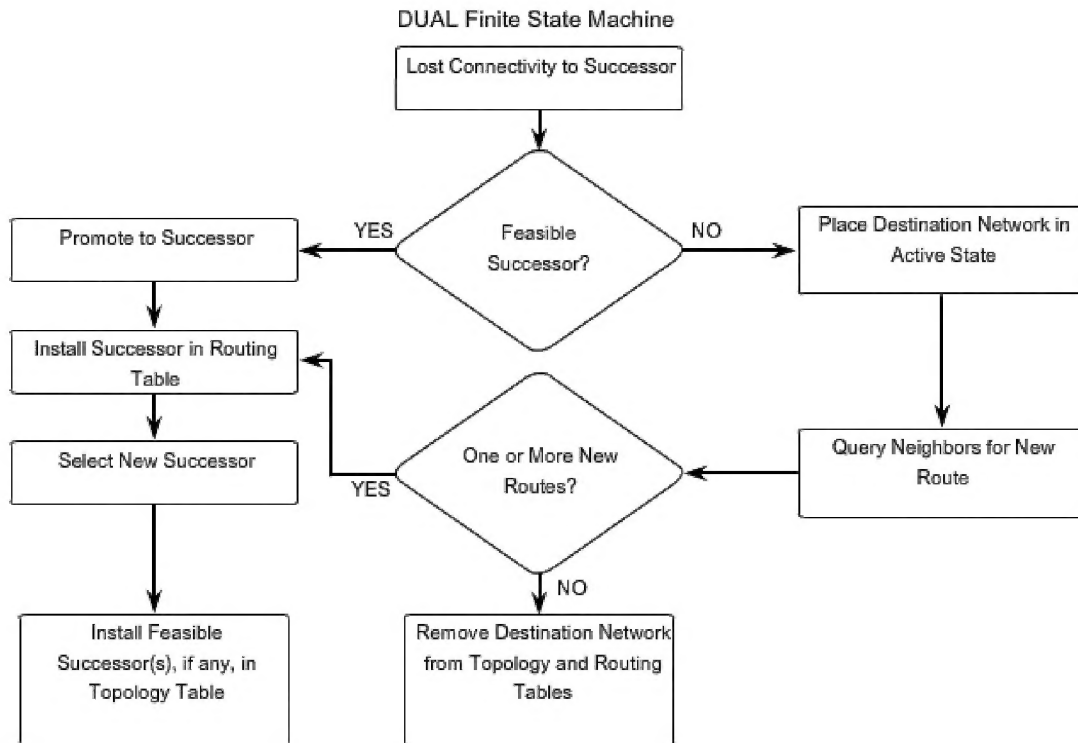 DUAL Finite State Machine
Lost Connectivity to Successor
Feasible
Successor?
YES
NO
Promote to Successor
Place Destination Network in
Active State
Install Successor in Routing
Table
Select New Successor
One or More New
Routes?
YES
NO
Query Neighbors for New
Route
Install Feasible
Successor(s), if any, in
Topology Table
Remove Destination Network
from Topology and Routing
Tables